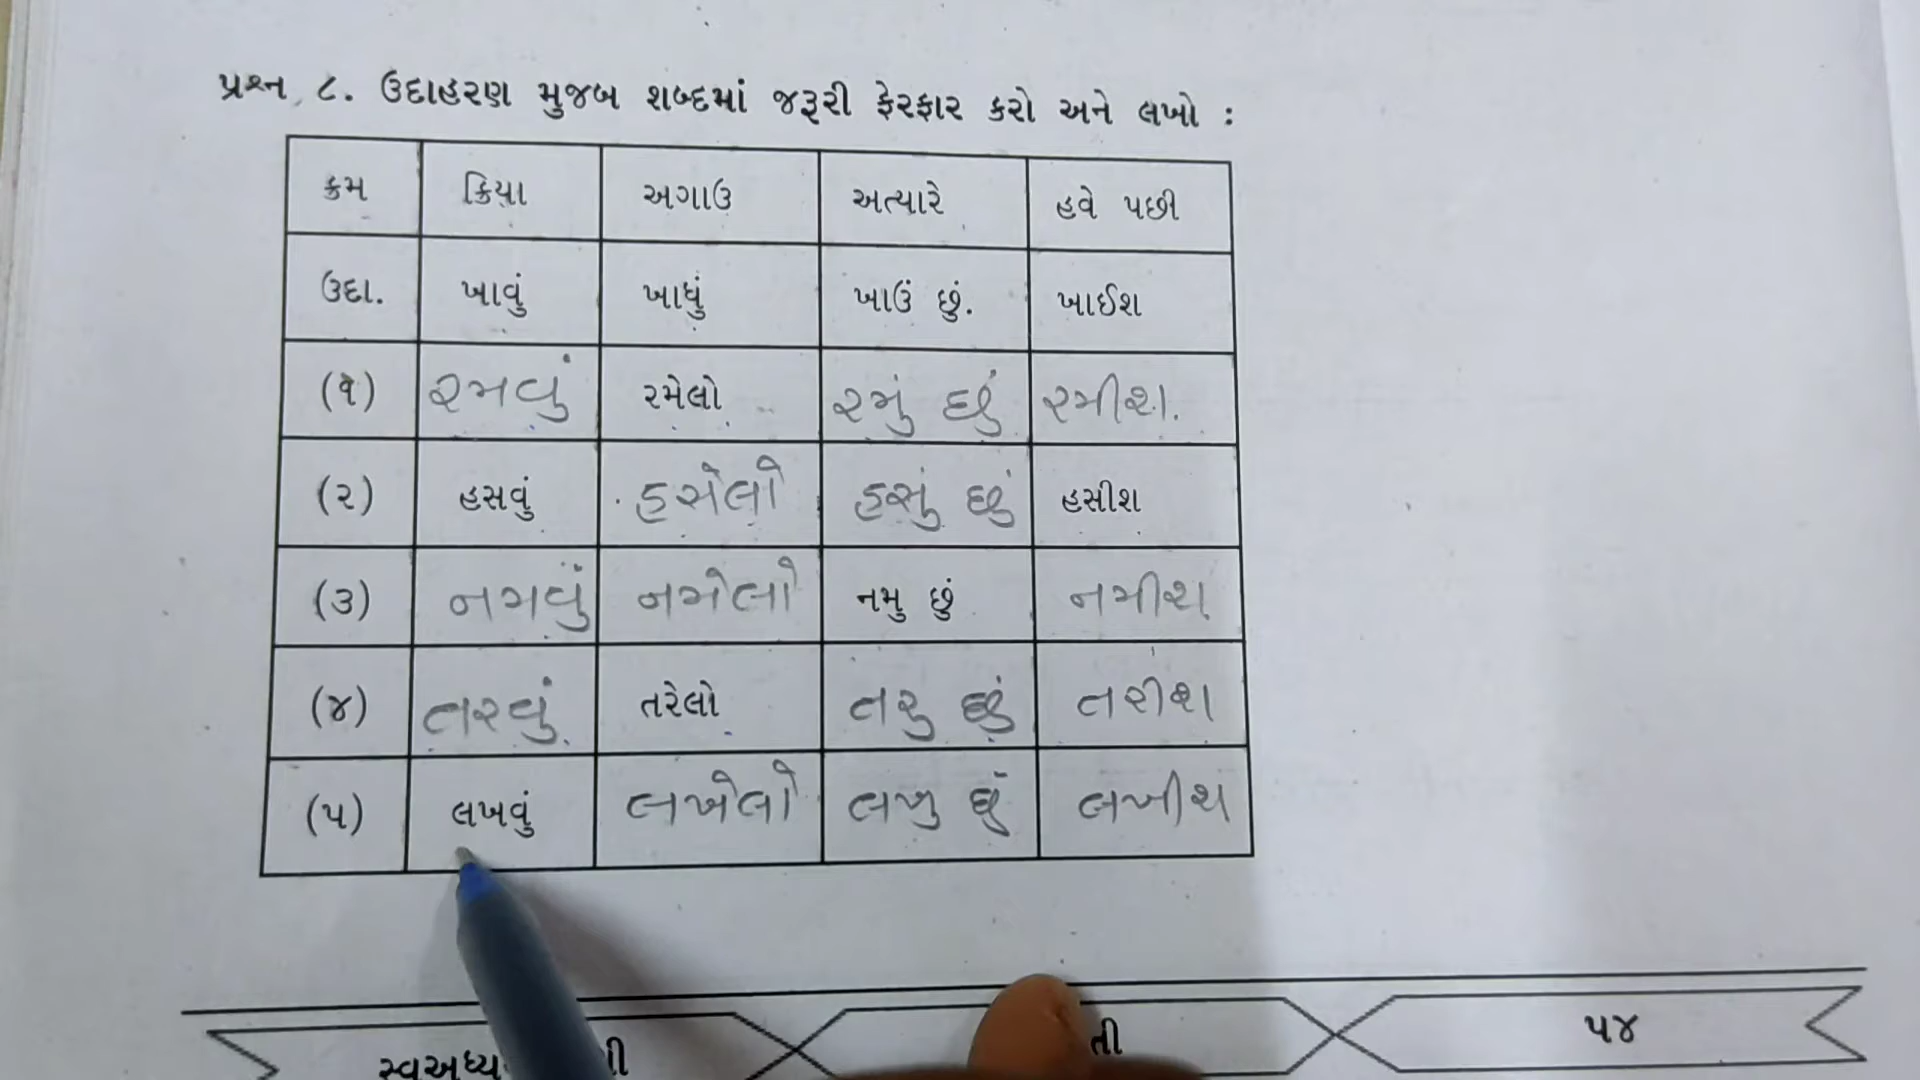 પ્રશ્ન ૮. ઉદાહરણ મુજબ શબ્દમાં જરૂરી ફેરફાર કરો અને લખો :
ક્રમ ક્રિયા અગાઉ અત્યારે હવે પછી
ઉદા. ખાવું ખાધું ખાઉં છું. ખાઈશ
(૧) રમવું રમેલો રમું છું રમીશ.
(૨) હસવું હસેલો હસું છું હસીશ
(૩) નમવું નમેલો નમુ છું નમીશ
(૪) તરવું તરેલો તરુ છું તરીશ
(૫) લખવું લખેલો લખુ છું લખીશ
૫૪